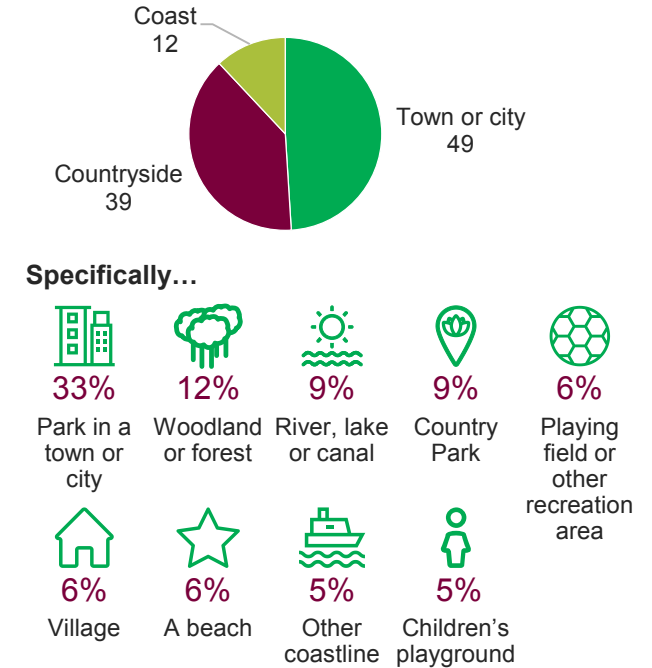 Coast
12
Town or city
49
Countryside
39
Specifically…
33%
Park in a
town or
city
12%
Woodland
or forest
9%
River, lake
or canal
9%
Country
Park
6%
Playing
field or
other
recreation
area
6%
Village
6%
A beach
5%
Other
coastline
5%
Children's
playground